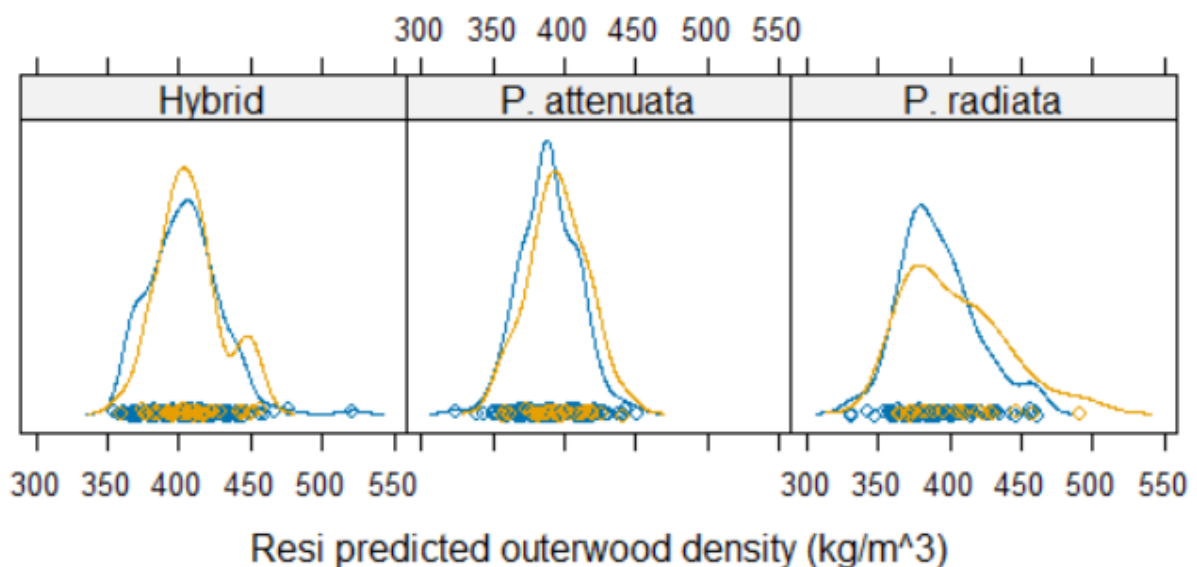 300 350 400 450 500 550
Hybrid P. attenuata P. radiata
300 350 400 450 500 550 300 350 400 450 500 550
Resi predicted outerwood density (kg/m^3)